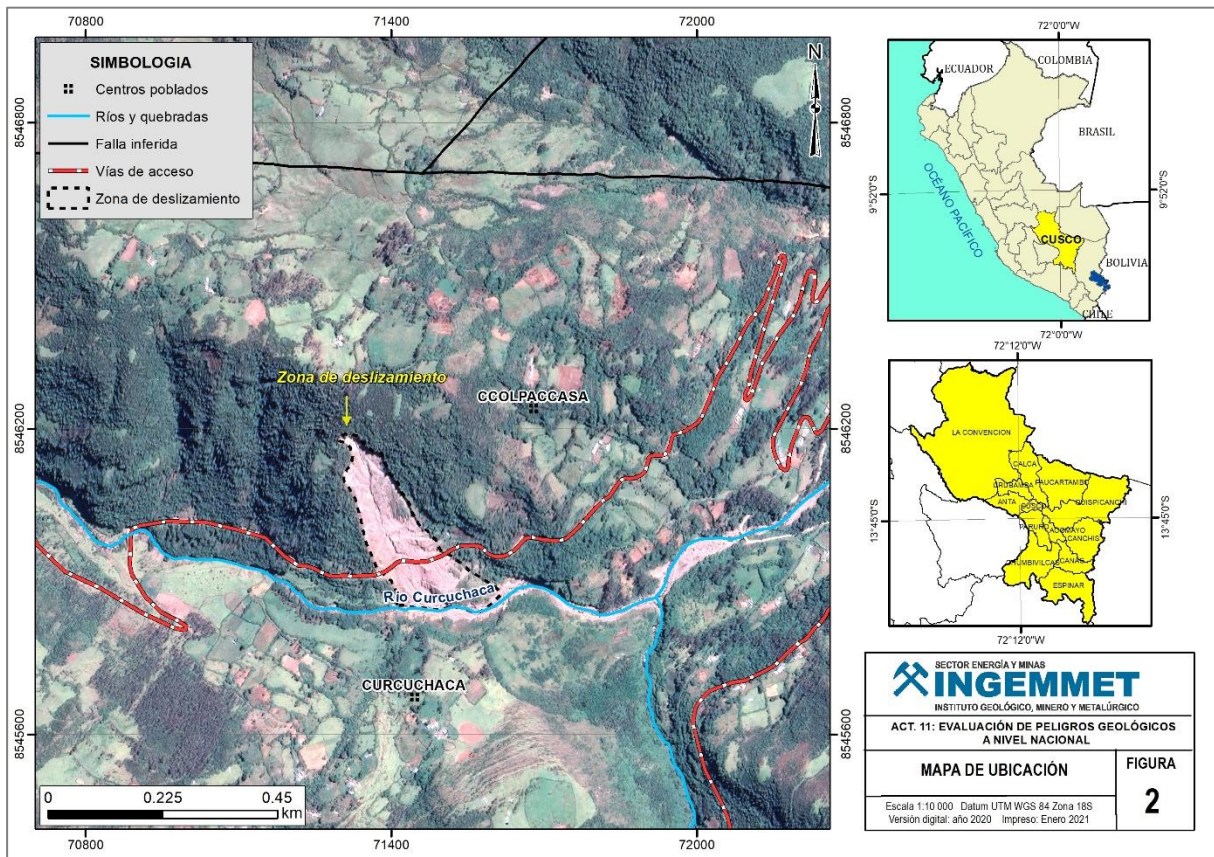 70800
71400
72000
SIMBOLOGIA
Centros poblados
Ríos y quebradas
Falla inferida
Vías de acceso
Zona de deslizamiento
N
8546800
8546800
Zona de deslizamiento
CCOLPACCASA
8546200
8546200
Río Curcuchaca
CURCUCHACA
8545600
8545600
0 0.225 0.45
km
70800
71400
72000
72°0'0"W
ECUADOR
COLOMBIA
BRASIL
9°52'0"S
9°52'0"S
OCÉANO PACÍFICO
CUSCO
BOLIVIA
CHILE
72°0'0"W
72°12'0"W
LA CONVENCION
CALCA
URUBAMBA
PAUCARTAMBO
QUISPICANCHI
ANTA
CUSCO
13°45'0"S
13°45'0"S
PARURO
ACOMAYO
CANCHIS
CHUMBIVILCAS
CANAS
ESPINAR
72°12'0"W
SECTOR ENERGÍA Y MINAS
INGEMMET
INSTITUTO GEOLÓGICO, MINERO Y METALÚRGICO
ACT. 11: EVALUACIÓN DE PELIGROS GEOLÓGICOS
A NIVEL NACIONAL
MAPA DE UBICACIÓN
FIGURA
2
Escala 1:10 000 Datum UTM WGS 84 Zona 18S
Versión digital: año 2020 Impreso: Enero 2021